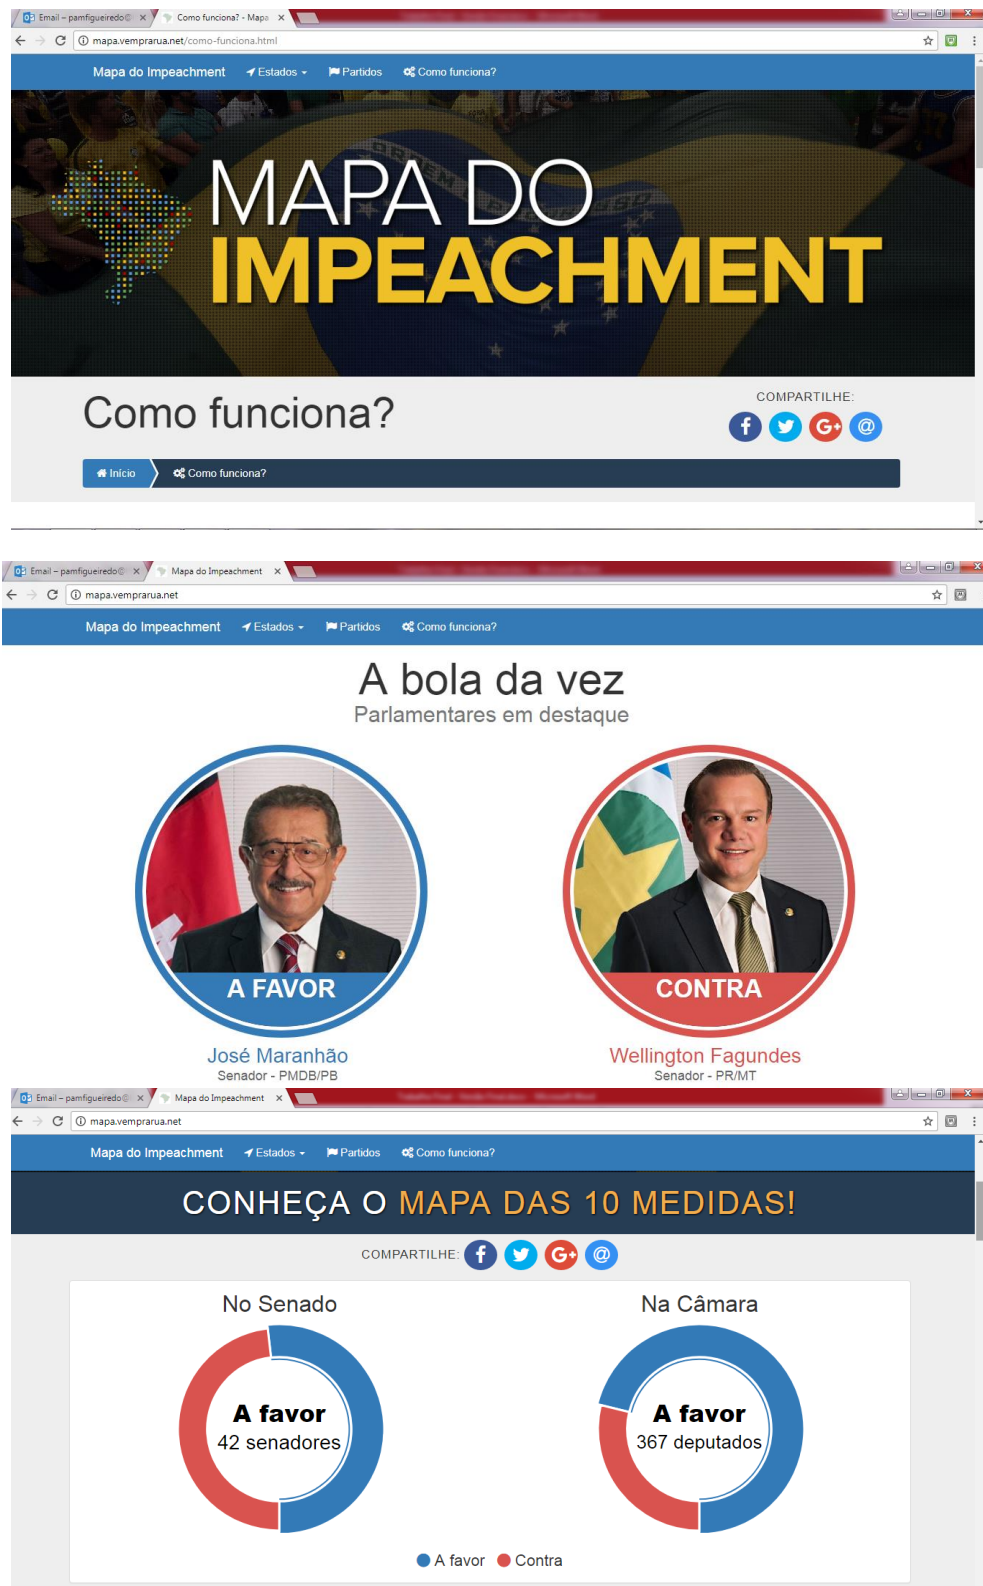 Email – pamfigueiredo@
Como funciona? - Mapa
mapa.vemprarua.net/como-funciona.html
Mapa do Impeachment Estados Partidos Como funciona?
MAPA DO
IMPEACHMENT
Como funciona?
COMPARTILHE:
Início Como funciona?
Email – pamfigueiredo@
Mapa do Impeachment
mapa.vemprarua.net
Mapa do Impeachment Estados Partidos Como funciona?
A bola da vez
Parlamentares em destaque
A FAVOR
CONTRA
José Maranhão
Senador - PMDB/PB
Wellington Fagundes
Senador - PR/MT
Email – pamfigueiredo@
Mapa do Impeachment
mapa.vemprarua.net
Mapa do Impeachment Estados Partidos Como funciona?
CONHEÇA O MAPA DAS 10 MEDIDAS!
COMPARTILHE:
No Senado
A favor
42 senadores
Na Câmara
A favor
367 deputados
A favor Contra